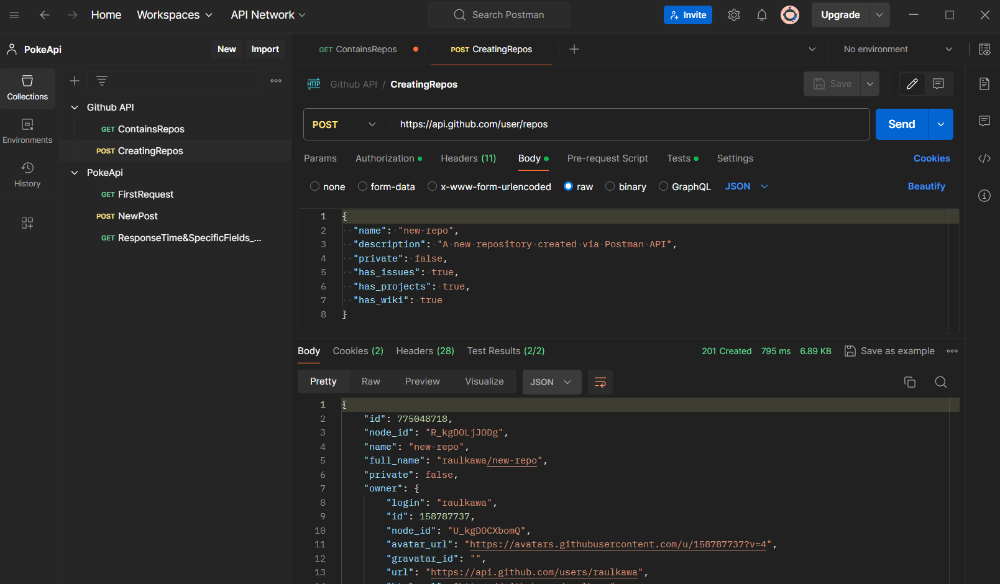 Home Workspaces API Network Search Postman Invite Upgrade
PokeApi New Import GET ContainsRepos POST CreatingRepos No environment
Collections
Environments
History
Github API
GET ContainsRepos
POST CreatingRepos
PokeApi
GET FirstRequest
POST NewPost
GET ResponseTime&SpecificFields_...
HTTP Github API / CreatingRepos Save
POST https://api.github.com/user/repos Send
Params Authorization Headers (11) Body Pre-request Script Tests Settings Cookies
none form-data x-www-form-urlencoded raw binary GraphQL JSON Beautify
1 {
2 "name": "new-repo",
3 "description": "A new repository created via Postman API",
4 "private": false,
5 "has_issues": true,
6 "has_projects": true,
7 "has_wiki": true
8 }
Body Cookies (2) Headers (28) Test Results (2/2) 201 Created 795 ms 6.89 KB Save as example
Pretty Raw Preview Visualize JSON
1 {
2 "id": 775048718,
3 "node_id": "R_kgDOLjJODg",
4 "name": "new-repo",
5 "full_name": "raulkawa/new-repo",
6 "private": false,
7 "owner": {
8 "login": "raulkawa",
9 "id": 158787737,
10 "node_id": "U_kgDOCXbomQ",
11 "avatar_url": "https://avatars.githubusercontent.com/u/158787737?v=4",
12 "gravatar_id": "",
13 "url": "https://api.github.com/users/raulkawa",